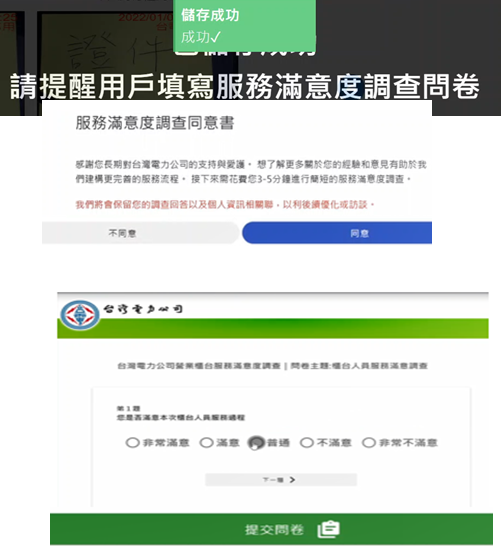 儲存成功
成功✓
2022/01/0
證件
已儲存成功
請提醒用戶填寫服務滿意度調查問卷
服務滿意度調查同意書
感謝您長期對台灣電力公司的支持與愛護。想了解更多關於您的經驗和意見有助於我
們建構更完善的服務流程。接下來需花費您3-5分鐘進行簡短的服務滿意度調查。
我們將會保留您的調查回答以及個人資訊相關聯，以利後續優化或訪談。
不同意
同意
台灣電力公司
台灣電力公司營業櫃台服務滿意度調查 | 問卷主題:櫃台人員服務滿意調查
第1題
您是否滿意本次櫃台人員服務過程
非常滿意 滿意 普通 不滿意 非常不滿意
下一題 >
提交問卷